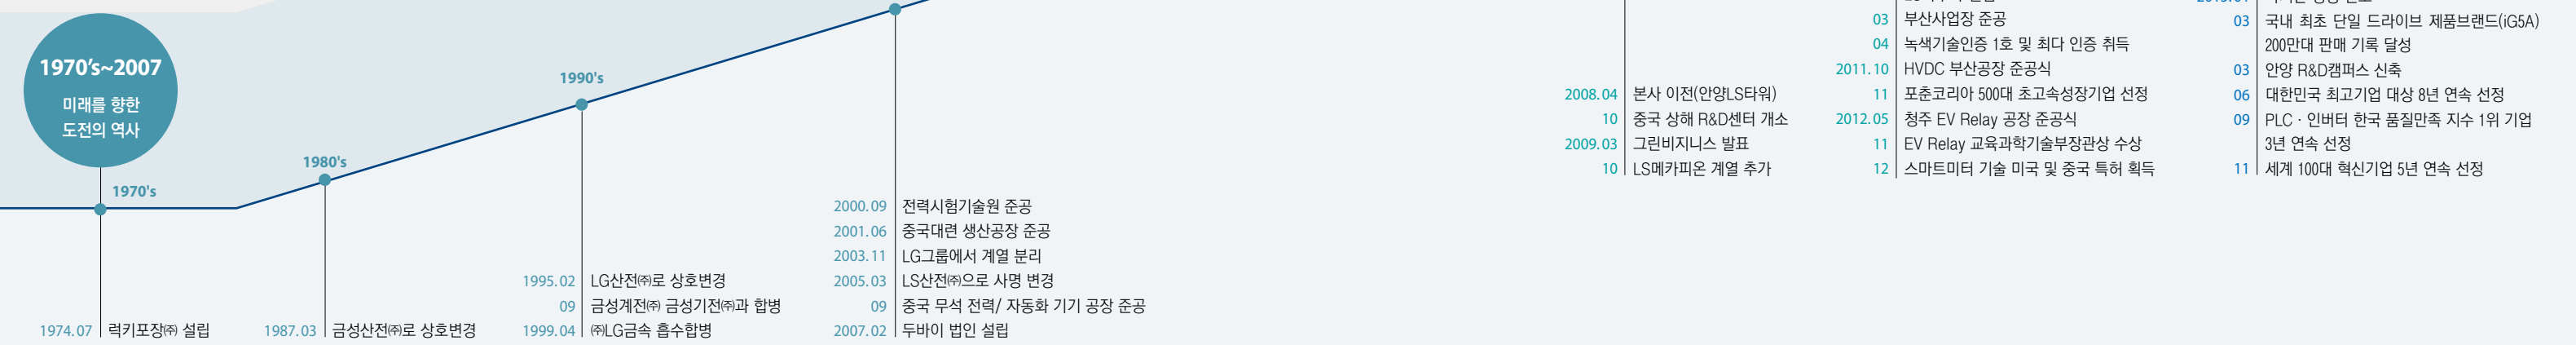 1970's~2007
미래를 향한
도전의 역사
1970's
1974.07 럭키포장㈜ 설립
1980's
1987.03 금성산전㈜로 상호변경
1990's
1995.02 LG산전㈜로 상호변경
09 금성계전㈜ 금성기전㈜과 합병
1999.04 ㈜LG금속 흡수합병
2000.09 전력시험기술원 준공
2001.06 중국대련 생산공장 준공
2003.11 LG그룹에서 계열 분리
2005.03 LS산전㈜으로 사명 변경
09 중국 무석 전력/ 자동화 기기 공장 준공
2007.02 두바이 법인 설립
2008.04 본사 이전(안양LS타워)
10 중국 상해 R&D센터 개소
2009.03 그린비지니스 발표
10 LS메카피온 계열 추가
03 부산사업장 준공
04 녹색기술인증 1호 및 최다 인증 취득
2011.10 HVDC 부산공장 준공식
11 포춘코리아 500대 초고속성장기업 선정
2012.05 청주 EV Relay 공장 준공식
11 EV Relay 교육과학기술부장관상 수상
12 스마트미터 기술 미국 및 중국 특허 획득
03 국내 최초 단일 드라이브 제품브랜드(iG5A)
200만대 판매 기록 달성
03 안양 R&D캠퍼스 신축
06 대한민국 최고기업 대상 8년 연속 선정
09 PLC · 인버터 한국 품질만족 지수 1위 기업
3년 연속 선정
11 세계 100대 혁신기업 5년 연속 선정